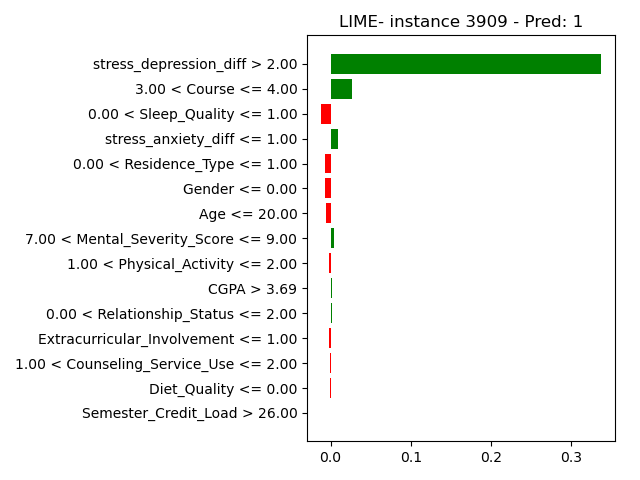 LIME- instance 3909 - Pred: 1
stress_depression_diff > 2.00
3.00 < Course <= 4.00
0.00 < Sleep_Quality <= 1.00
stress_anxiety_diff <= 1.00
0.00 < Residence_Type <= 1.00
Gender <= 0.00
Age <= 20.00
7.00 < Mental_Severity_Score <= 9.00
1.00 < Physical_Activity <= 2.00
CGPA > 3.69
0.00 < Relationship_Status <= 2.00
Extracurricular_Involvement <= 1.00
1.00 < Counseling_Service_Use <= 2.00
Diet_Quality <= 0.00
Semester_Credit_Load > 26.00
0.0 0.1 0.2 0.3